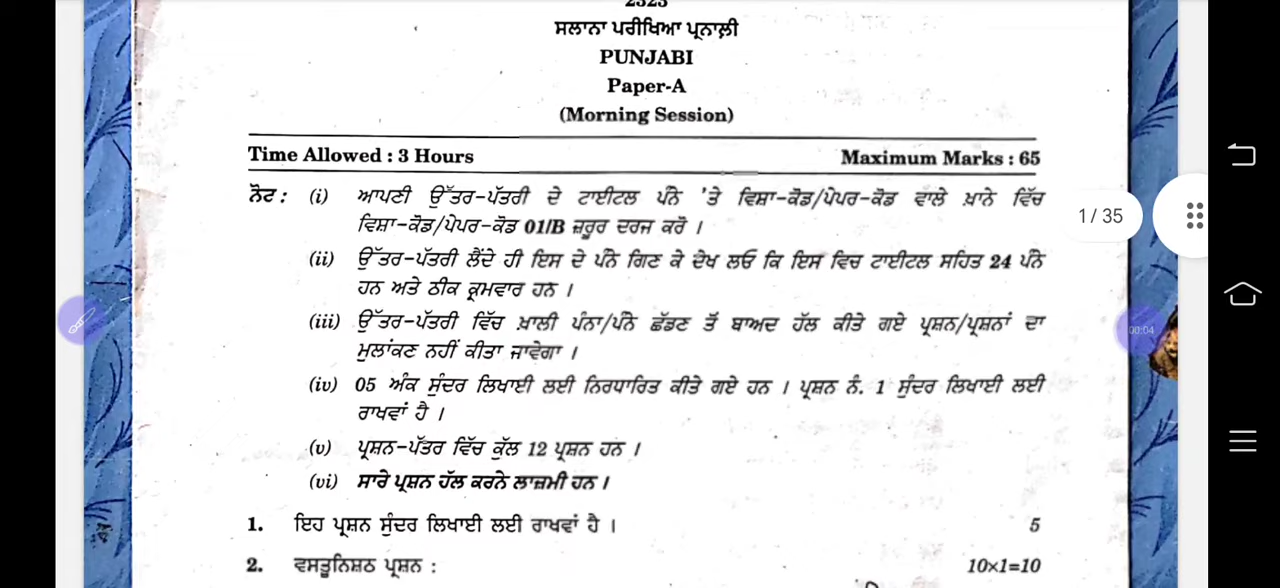 2323
ਸਲਾਨਾ ਪਰੀਖਿਆ ਪ੍ਰਨਾਲੀ
PUNJABI
Paper-A
(Morning Session)
Time Allowed : 3 Hours Maximum Marks : 65
ਨੋਟ : (i) ਆਪਣੀ ਉੱਤਰ-ਪੱਤਰੀ ਦੇ ਟਾਈਟਲ ਪੰਨੇ 'ਤੇ ਵਿਸ਼ਾ-ਕੋਡ/ਪੇਪਰ-ਕੋਡ ਵਾਲੇ ਖ਼ਾਨੇ ਵਿੱਚ
ਵਿਸ਼ਾ-ਕੋਡ/ਪੇਪਰ-ਕੋਡ 01/B ਜ਼ਰੂਰ ਦਰਜ ਕਰੋ ।
(ii) ਉੱਤਰ-ਪੱਤਰੀ ਲੈਂਦੇ ਹੀ ਇਸ ਦੇ ਪੰਨੇ ਗਿਣ ਕੇ ਦੇਖ ਲਓ ਕਿ ਇਸ ਵਿਚ ਟਾਈਟਲ ਸਹਿਤ 24 ਪੰਨੇ
ਹਨ ਅਤੇ ਠੀਕ ਕ੍ਰਮਵਾਰ ਹਨ ।
(iii) ਉੱਤਰ-ਪੱਤਰੀ ਵਿੱਚ ਖ਼ਾਲੀ ਪੰਨਾ/ਪੰਨੇ ਛੱਡਣ ਤੋਂ ਬਾਅਦ ਹੱਲ ਕੀਤੇ ਗਏ ਪ੍ਰਸ਼ਨ/ਪ੍ਰਸ਼ਨਾਂ ਦਾ
ਮੁਲਾਂਕਣ ਨਹੀਂ ਕੀਤਾ ਜਾਵੇਗਾ ।
(iv) 05 ਅੰਕ ਸੁੰਦਰ ਲਿਖਾਈ ਲਈ ਨਿਰਧਾਰਿਤ ਕੀਤੇ ਗਏ ਹਨ । ਪ੍ਰਸ਼ਨ ਨੰ. 1 ਸੁੰਦਰ ਲਿਖਾਈ ਲਈ
ਰਾਖਵਾਂ ਹੈ ।
(v) ਪ੍ਰਸ਼ਨ-ਪੱਤਰ ਵਿੱਚ ਕੁੱਲ 12 ਪ੍ਰਸ਼ਨ ਹਨ ।
(vi) ਸਾਰੇ ਪ੍ਰਸ਼ਨ ਹੱਲ ਕਰਨੇ ਲਾਜ਼ਮੀ ਹਨ ।
1. ਇਹ ਪ੍ਰਸ਼ਨ ਸੁੰਦਰ ਲਿਖਾਈ ਲਈ ਰਾਖਵਾਂ ਹੈ । 5
2. ਵਸਤੂਨਿਸ਼ਠ ਪ੍ਰਸ਼ਨ : 10×1=10
1 / 35
00:04